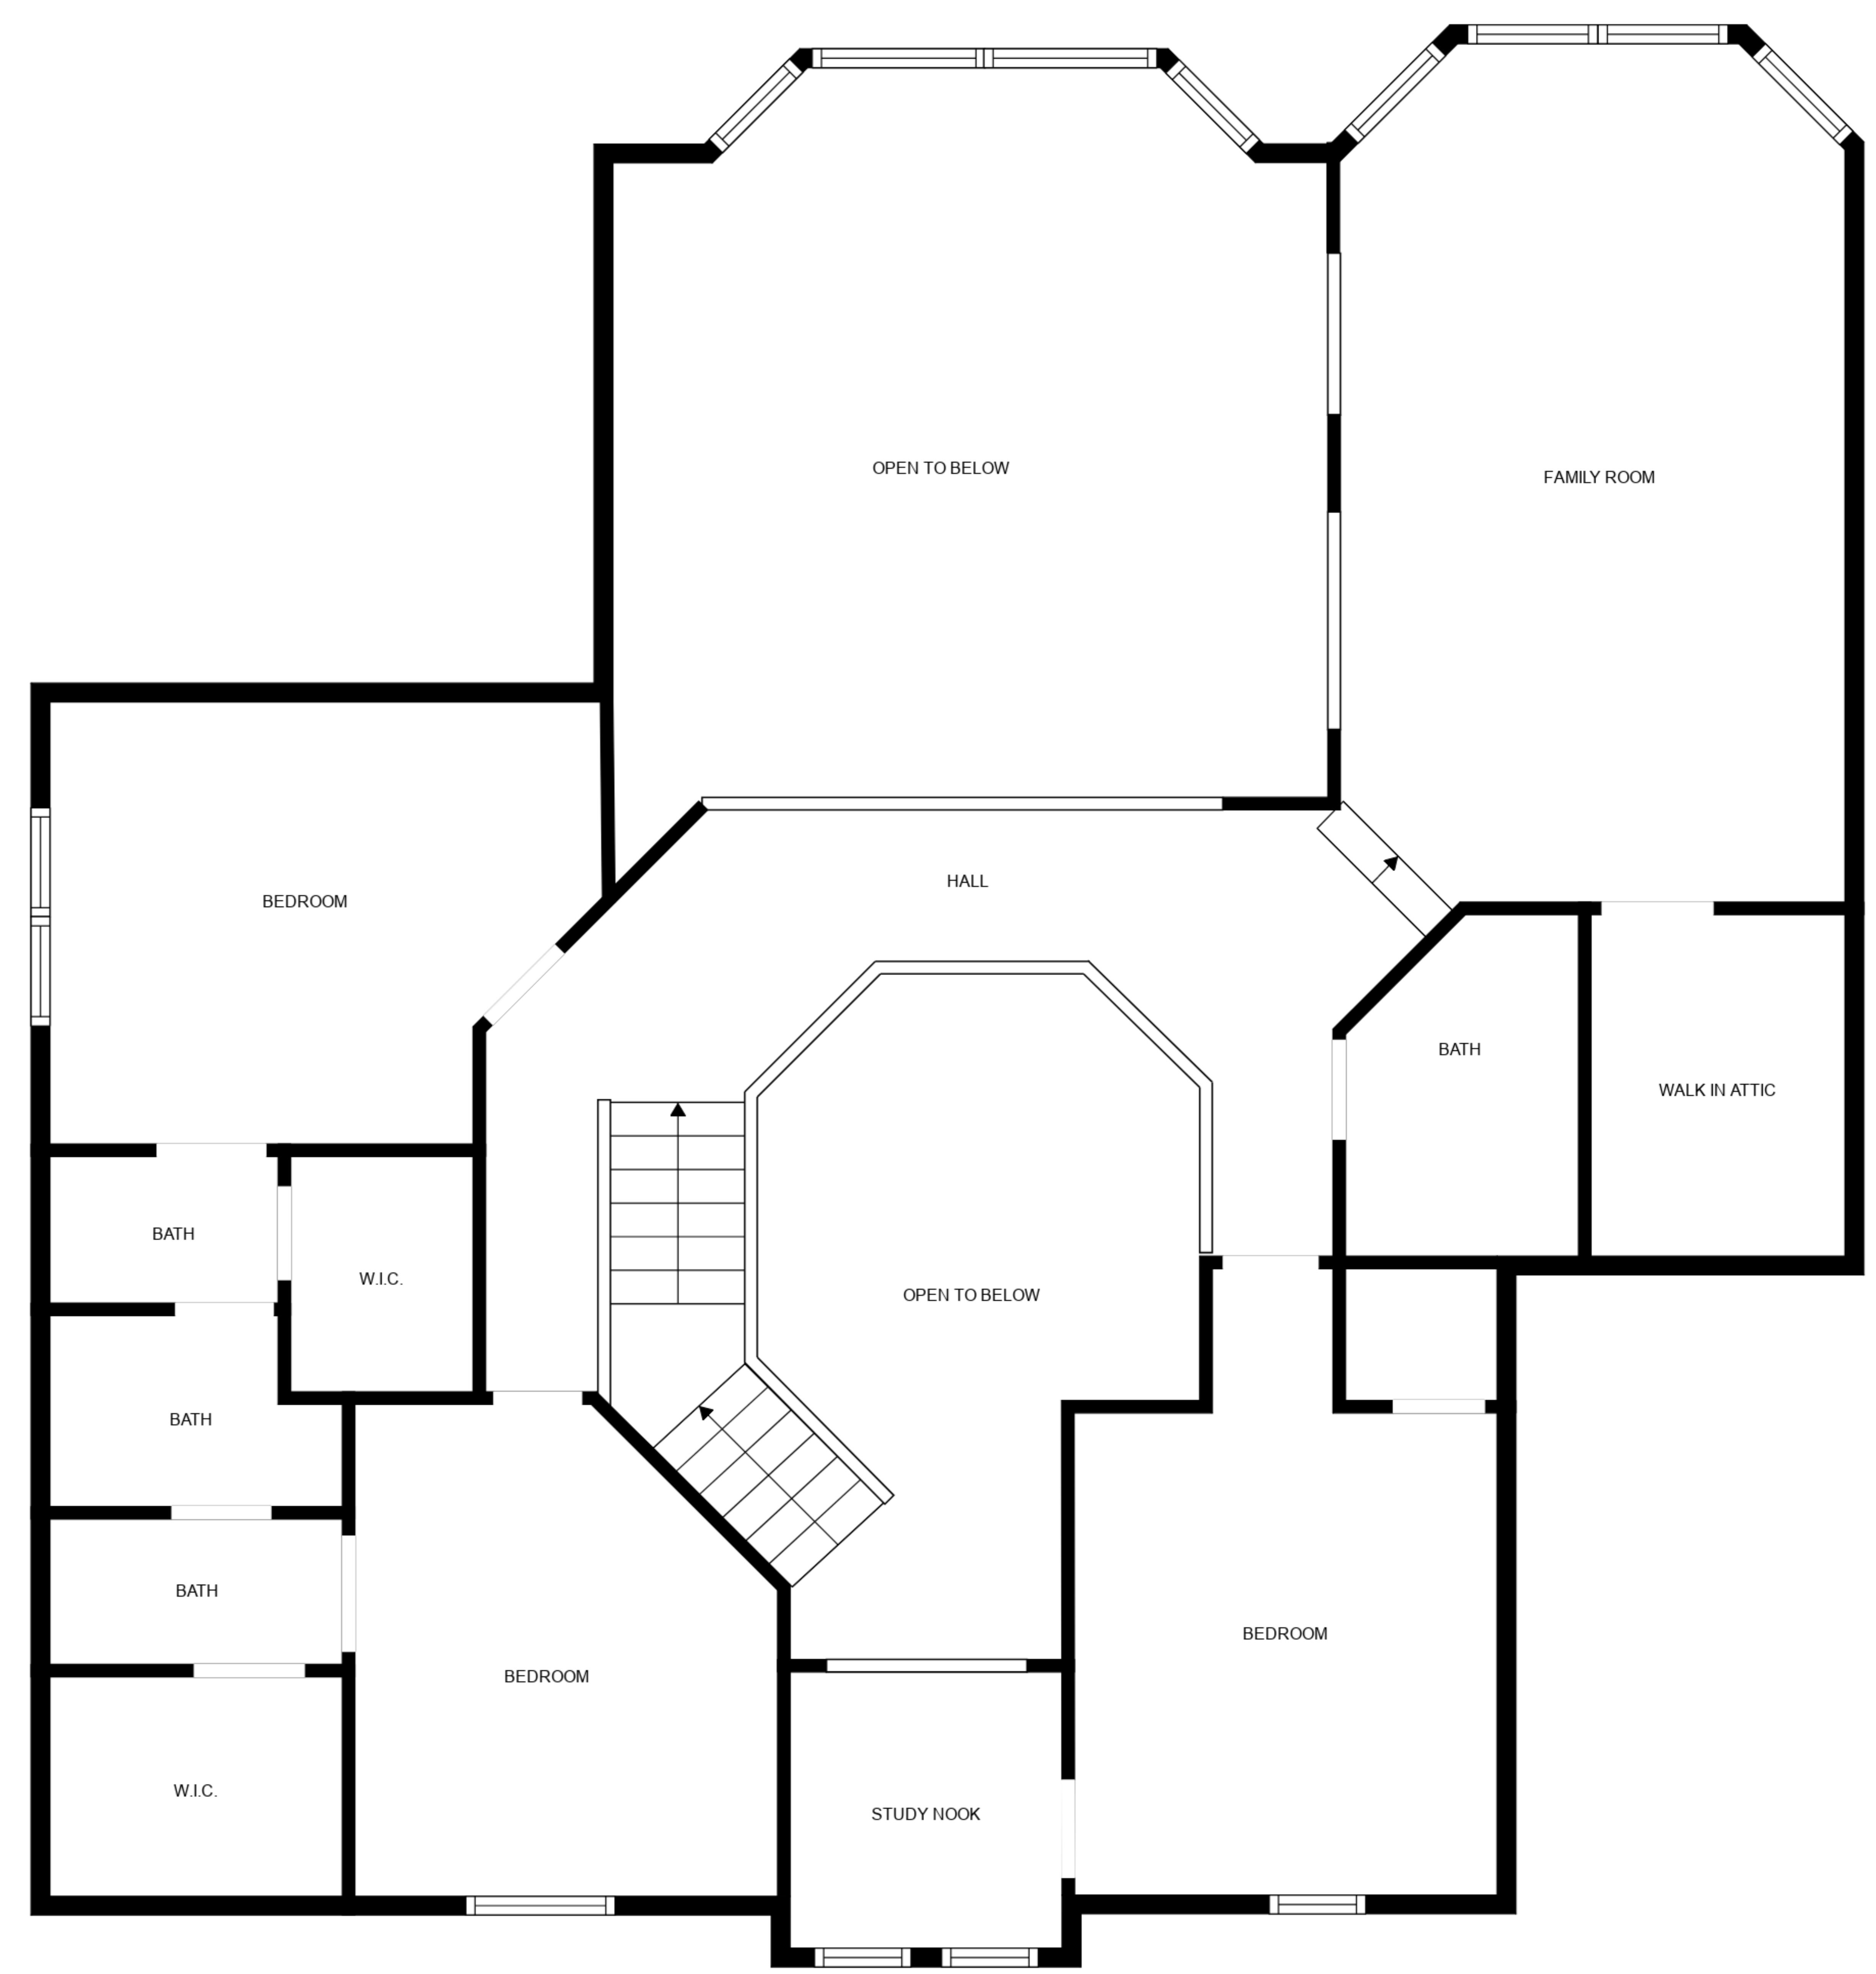 OPEN TO BELOW
FAMILY ROOM
HALL
BEDROOM
BATH
WALK IN ATTIC
BATH
W.I.C.
OPEN TO BELOW
BATH
BATH
BEDROOM
BEDROOM
W.I.C.
STUDY NOOK